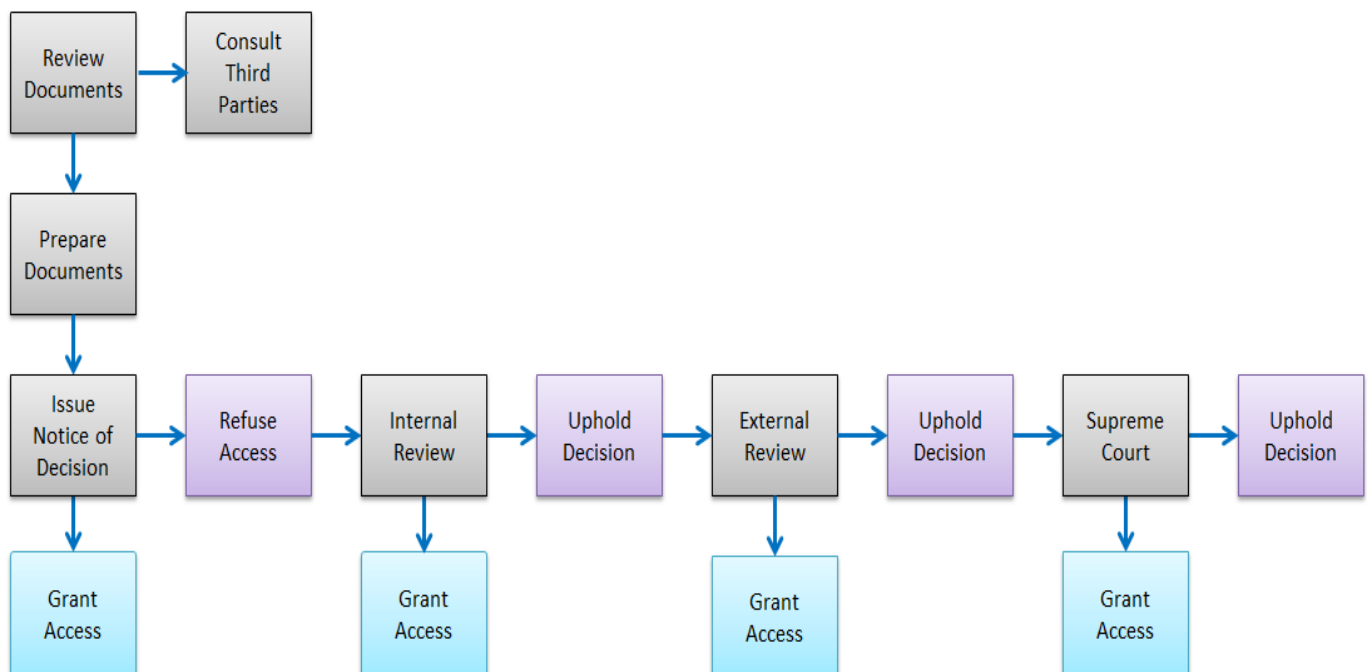 Review
Documents
Consult
Third
Parties
Prepare
Documents
Issue
Notice of
Decision
Refuse
Access
Internal
Review
Uphold
Decision
External
Review
Uphold
Decision
Supreme
Court
Uphold
Decision
Grant
Access
Grant
Access
Grant
Access
Grant
Access